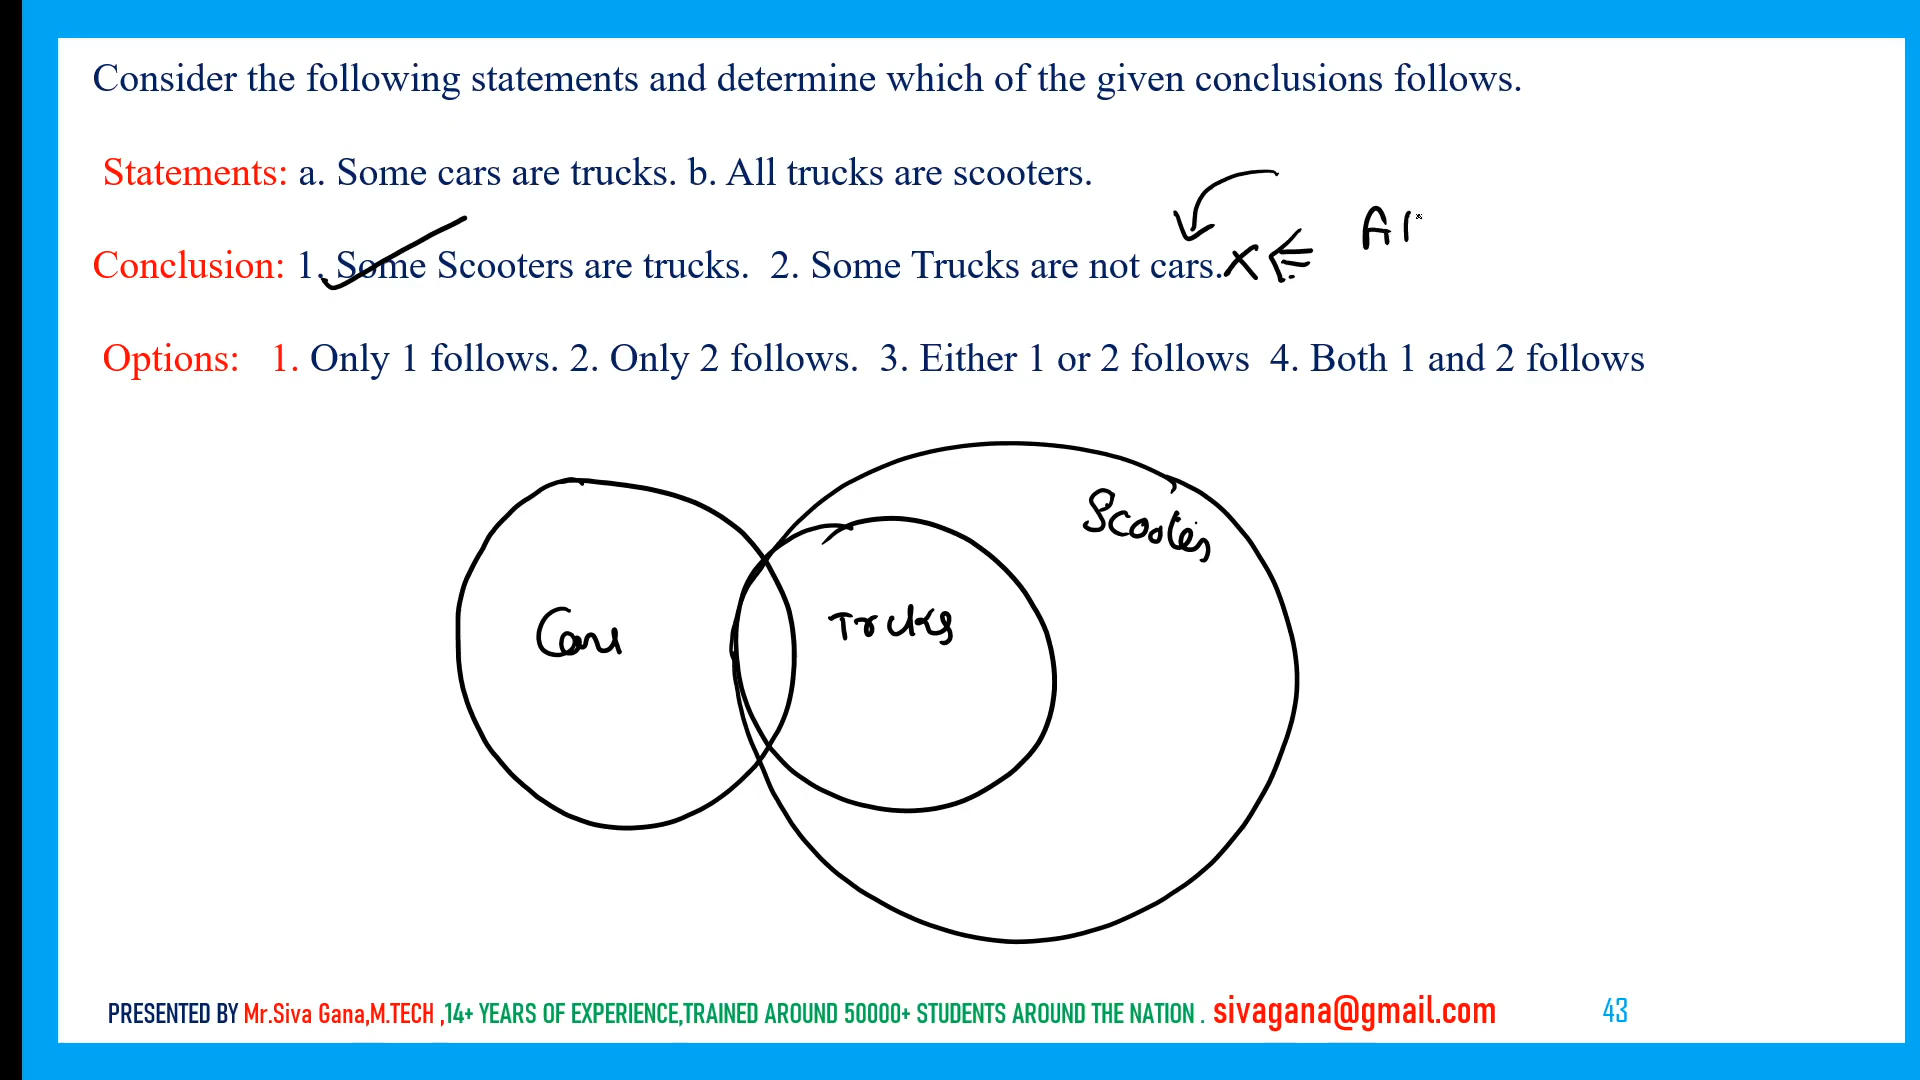 Consider the following statements and determine which of the given conclusions follows.
Statements: a. Some cars are trucks. b. All trucks are scooters.
Al
Conclusion: 1. Some Scooters are trucks. 2. Some Trucks are not cars. X
Options: 1. Only 1 follows. 2. Only 2 follows. 3. Either 1 or 2 follows 4. Both 1 and 2 follows
Scooters
Cars
Trcks
PRESENTED BY Mr.Siva Gana,M.TECH ,14+ YEARS OF EXPERIENCE,TRAINED AROUND 50000+ STUDENTS AROUND THE NATION . sivagana@gmail.com 43